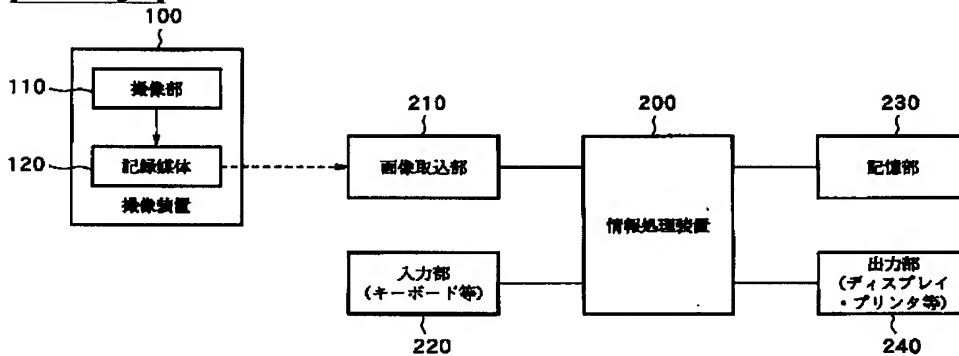 100
110
撮像部
120
記録媒体
撮像装置
210
画像取込部
200
情報処理装置
230
記憶部
入力部
(キーボード等)
220
出力部
(ディスプレイ
・プリンタ等)
240